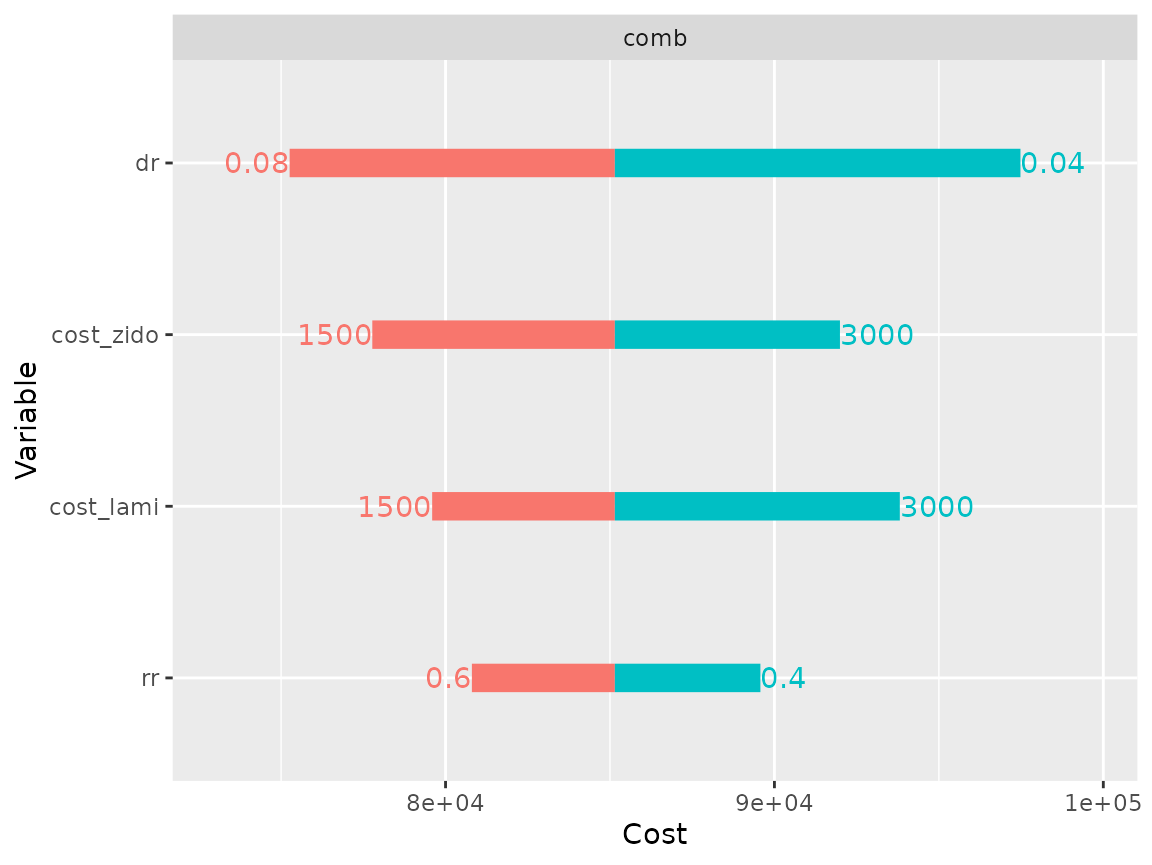 comb
dr
0.08
0.04
cost_zido
1500
3000
Variable
cost_lami
1500
3000
rr
0.6
0.4
8e+04
9e+04
1e+05
Cost